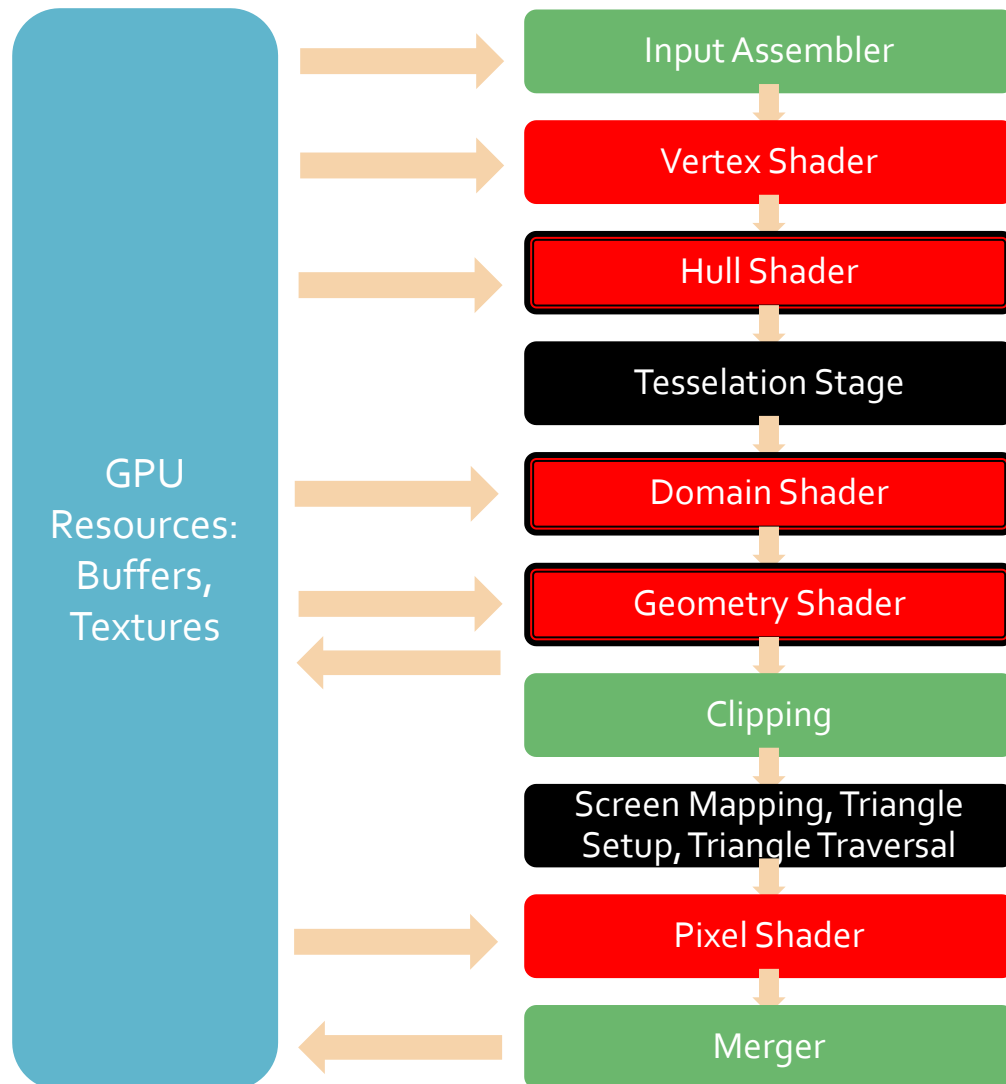 Input Assembler
Vertex Shader
Hull Shader
Tesselation Stage
Domain Shader
GPU
Resources:
Buffers,
Textures
Geometry Shader
Clipping
Screen Mapping, Triangle
Setup, Triangle Traversal
Pixel Shader
Merger